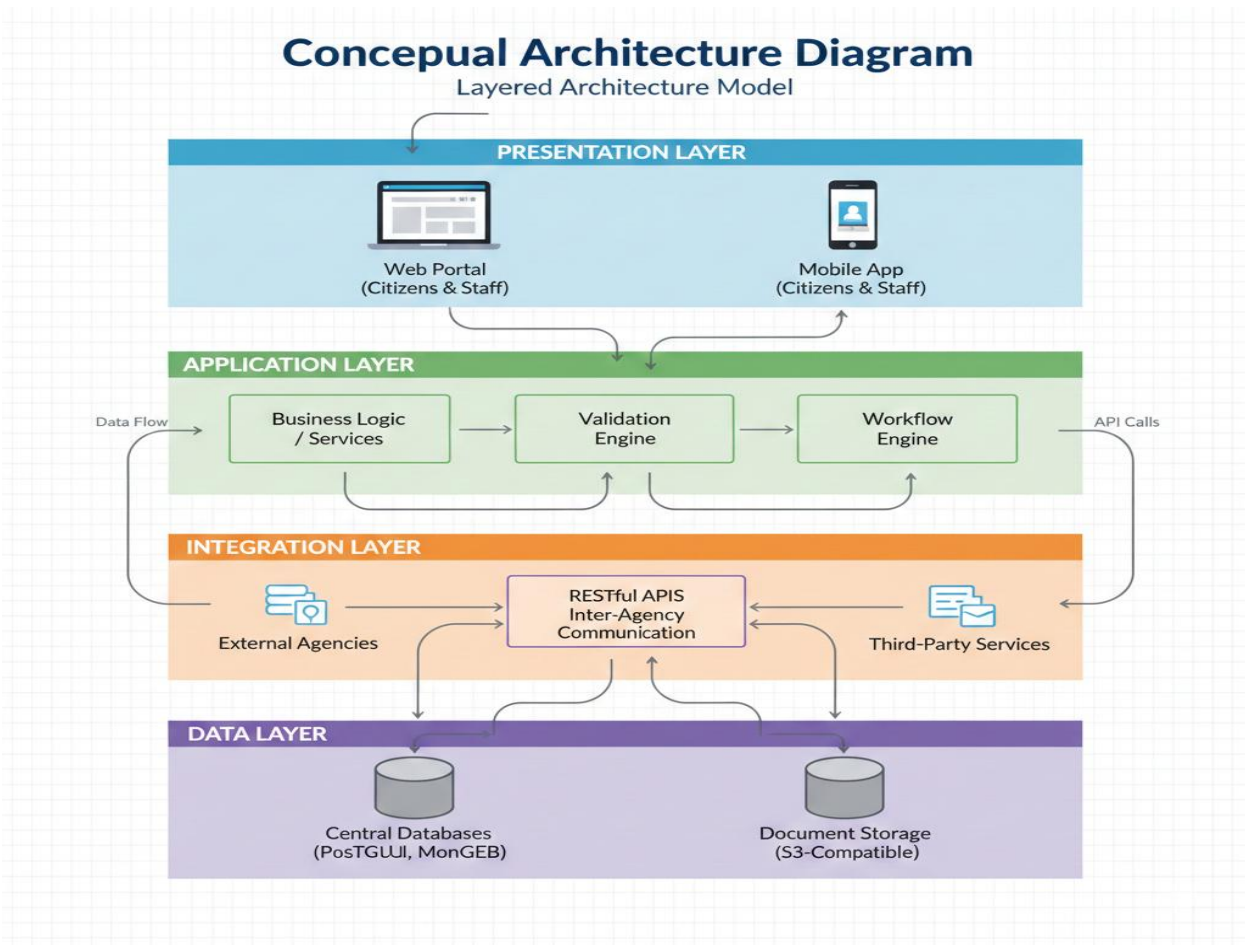 Concepual Architecture Diagram
Layered Architecture Model
PRESENTATION LAYER
Web Portal
(Citizens & Staff)
Mobile App
(Citizens & Staff)
APPLICATION LAYER
Data Flow
Business Logic
/ Services
Validation
Engine
Workflow
Engine
API Calls
INTEGRATION LAYER
External Agencies
RESTful APIS
Inter-Agency
Communication
Third-Party Services
DATA LAYER
Central Databases
(PosTGLUI, MonGEB)
Document Storage
(S3-Compatible)